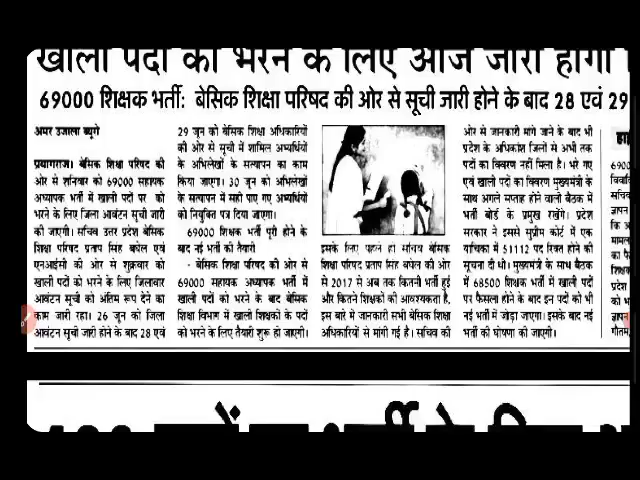 खाली पदों को भरने के लिए आज जारी होगी
69000 शिक्षक भर्ती: बेसिक शिक्षा परिषद की ओर से सूची जारी होने के बाद 28 एवं 29
अमर उजाला ब्यूरो
प्रयागराज। बेसिक शिक्षा परिषद की
ओर से शनिवार को 69000 सहायक
अध्यापक भर्ती में खाली पदों पर को
भरने के लिए जिला आवंटन सूची जारी
की जाएगी। सचिव उत्तर प्रदेश बेसिक
शिक्षा परिषद प्रताप सिंह बघेल एवं
एनआईसी की ओर से शुक्रवार को
खाली पदों को भरने के लिए जिलावार
आवंटन सूची को अंतिम रूप देने का
काम जारी रहा। 26 जून को जिला
आवंटन सूची जारी होने के बाद 28 एवं
29 जून को बेसिक शिक्षा अधिकारियों
की ओर से सूची में शामिल अभ्यर्थियों
के अभिलेखों के सत्यापन का काम
किया जाएगा। 30 जून को अभिलेखों
के सत्यापन में सही पाए गए अभ्यर्थियों
को नियुक्ति पत्र दिया जाएगा।
69000 शिक्षक भर्ती पूरी होने के
बाद नई भर्ती की तैयारी
बेसिक शिक्षा परिषद की ओर से
69000 सहायक अध्यापक भर्ती में
खाली पदों को भरने के बाद बेसिक
शिक्षा विभाग में खाली शिक्षकों के पदों
को भरने के लिए तैयारी शुरू हो जाएगी।
इसके लिए पहले ही सचिव बेसिक
शिक्षा परिषद प्रताप सिंह बघेल की ओर
से 2017 से अब तक कितनी भर्ती हुई
और कितने शिक्षकों की आवश्यकता है,
इस बारे में जानकारी सभी बेसिक शिक्षा
अधिकारियों से मांगी गई है। सचिव की
ओर से जानकारी मांगे जाने के बाद भी
प्रदेश के अधिकांश जिलों से अभी तक
पदों का विवरण नहीं मिला है। भरे गए
एवं खाली पदों का विवरण मुख्यमंत्री के
साथ अगले सप्ताह होने वाली बैठक में
भर्ती बोर्ड के प्रमुख रखेंगे। प्रदेश
सरकार ने इससे सुप्रीम कोर्ट में एक
याचिका में 51112 पद रिक्त होने की
सूचना दी थी। मुख्यमंत्री के साथ बैठक
में 68500 शिक्षक भर्ती में खाली पदों
पर फैसला होने के बाद इन पदों को भी
नई भर्ती में जोड़ा जाएगा। इसके बाद नई
भर्ती की घोषणा की जाएगी।